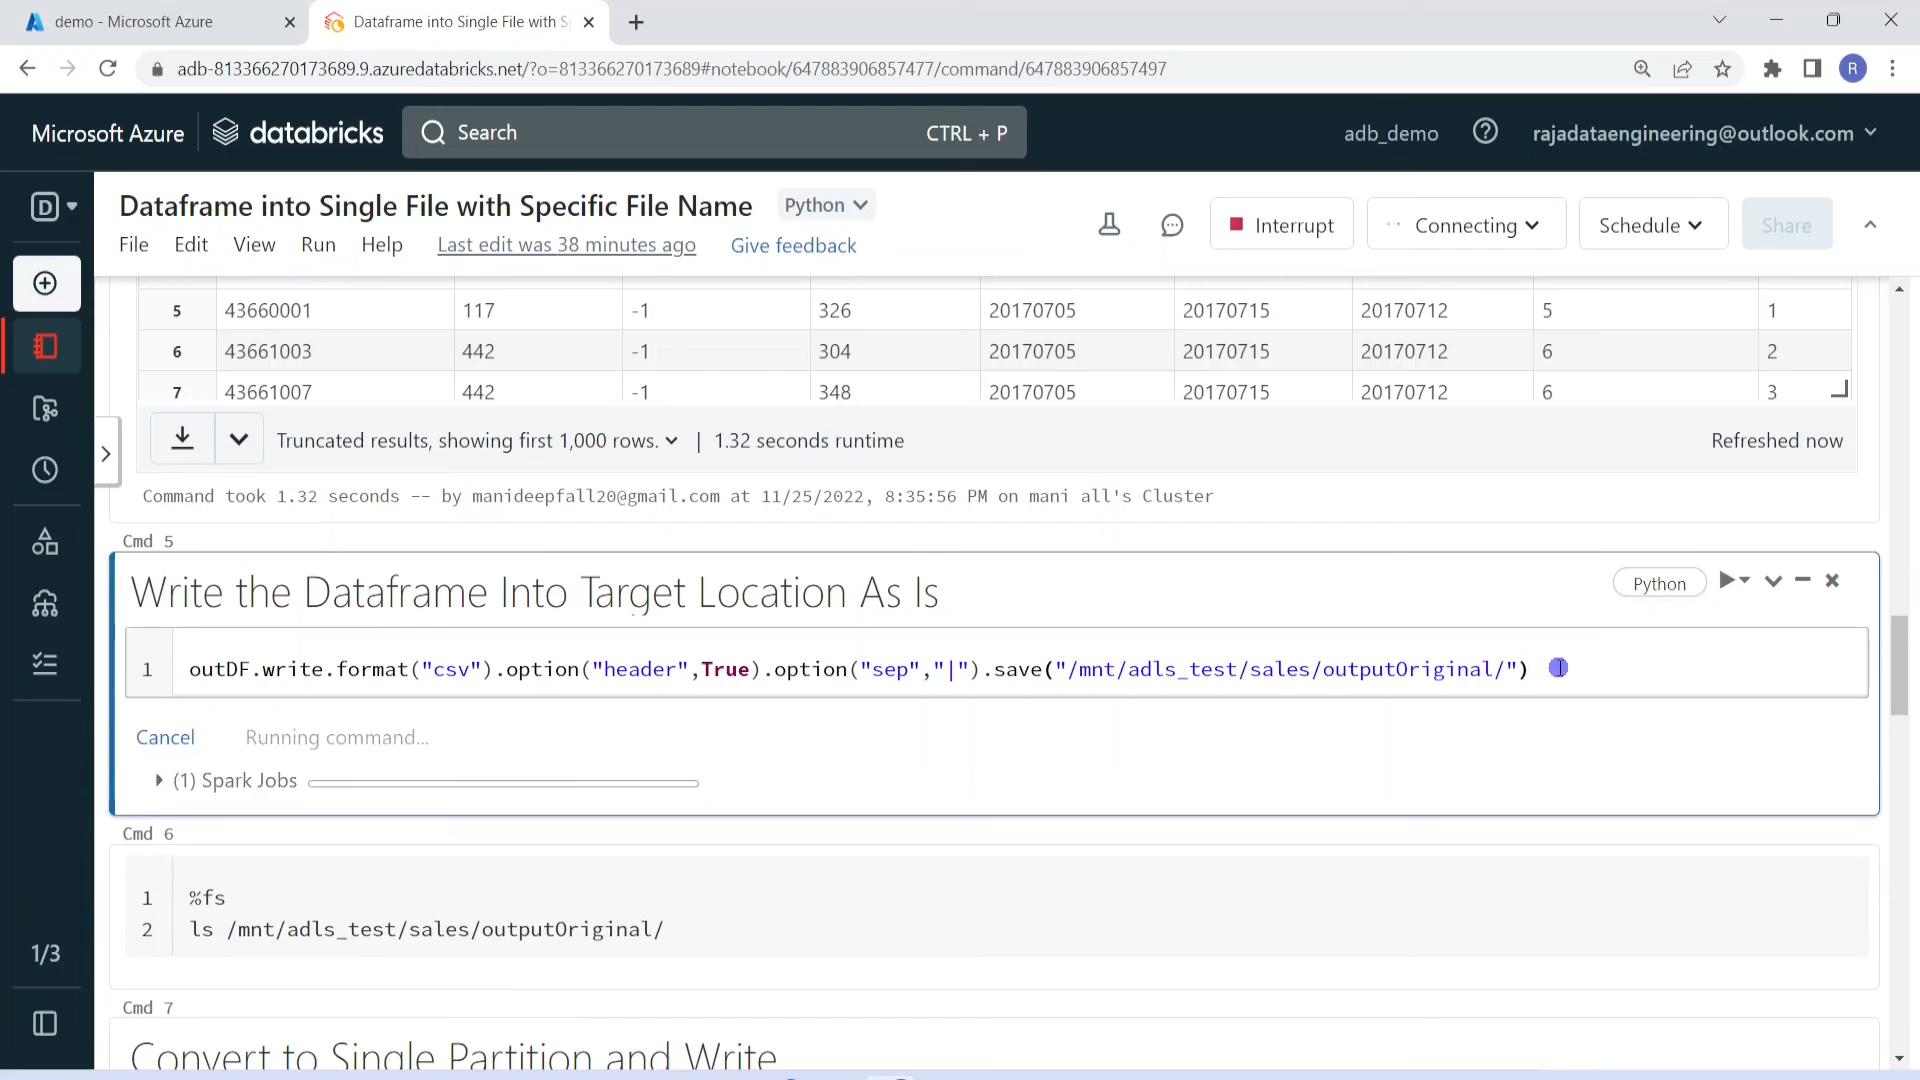 demo - Microsoft Azure
Dataframe into Single File with S
adb-813366270173689.9.azuredatabricks.net/?o=813366270173689#notebook/647883906857477/command/647883906857497
R
Microsoft Azure
databricks
Search
CTRL + P
adb_demo
rajadataengineering@outlook.com
D
Dataframe into Single File with Specific File Name
Python
File Edit View Run Help Last edit was 38 minutes ago Give feedback
Interrupt
Connecting
Schedule
Share
5 43660001 117 -1 326 20170705 20170715 20170712 5 1
6 43661003 442 -1 304 20170705 20170715 20170712 6 2
7 43661007 442 -1 348 20170705 20170715 20170712 6 3
Truncated results, showing first 1,000 rows. | 1.32 seconds runtime
Refreshed now
Command took 1.32 seconds -- by manideepfall20@gmail.com at 11/25/2022, 8:35:56 PM on mani all's Cluster
Cmd 5
Write the Dataframe Into Target Location As Is
Python
1 outDF.write.format("csv").option("header",True).option("sep","|").save("/mnt/adls_test/sales/outputOriginal/")
Cancel Running command...
(1) Spark Jobs
Cmd 6
1 %fs
2 ls /mnt/adls_test/sales/outputOriginal/
1/3
Cmd 7
Convert to Single Partition and Write